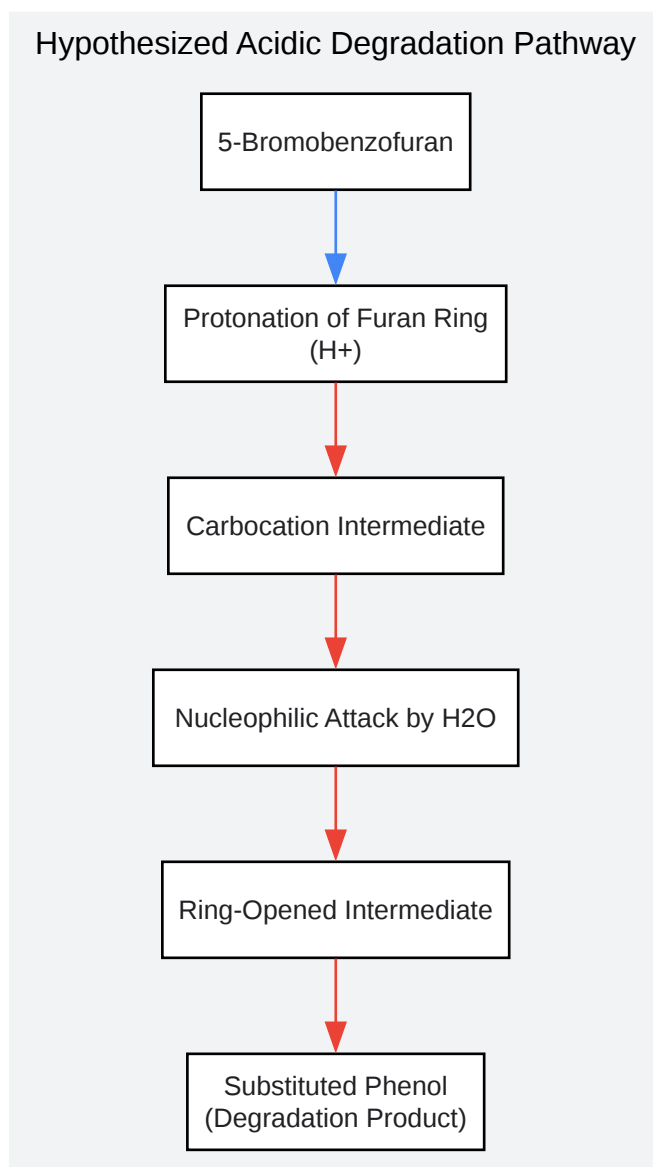 Hypothesized Acidic Degradation Pathway
5-Bromobenzofuran
Protonation of Furan Ring
(H+)
Carbocation Intermediate
Nucleophilic Attack by H2O
Ring-Opened Intermediate
Substituted Phenol
(Degradation Product)